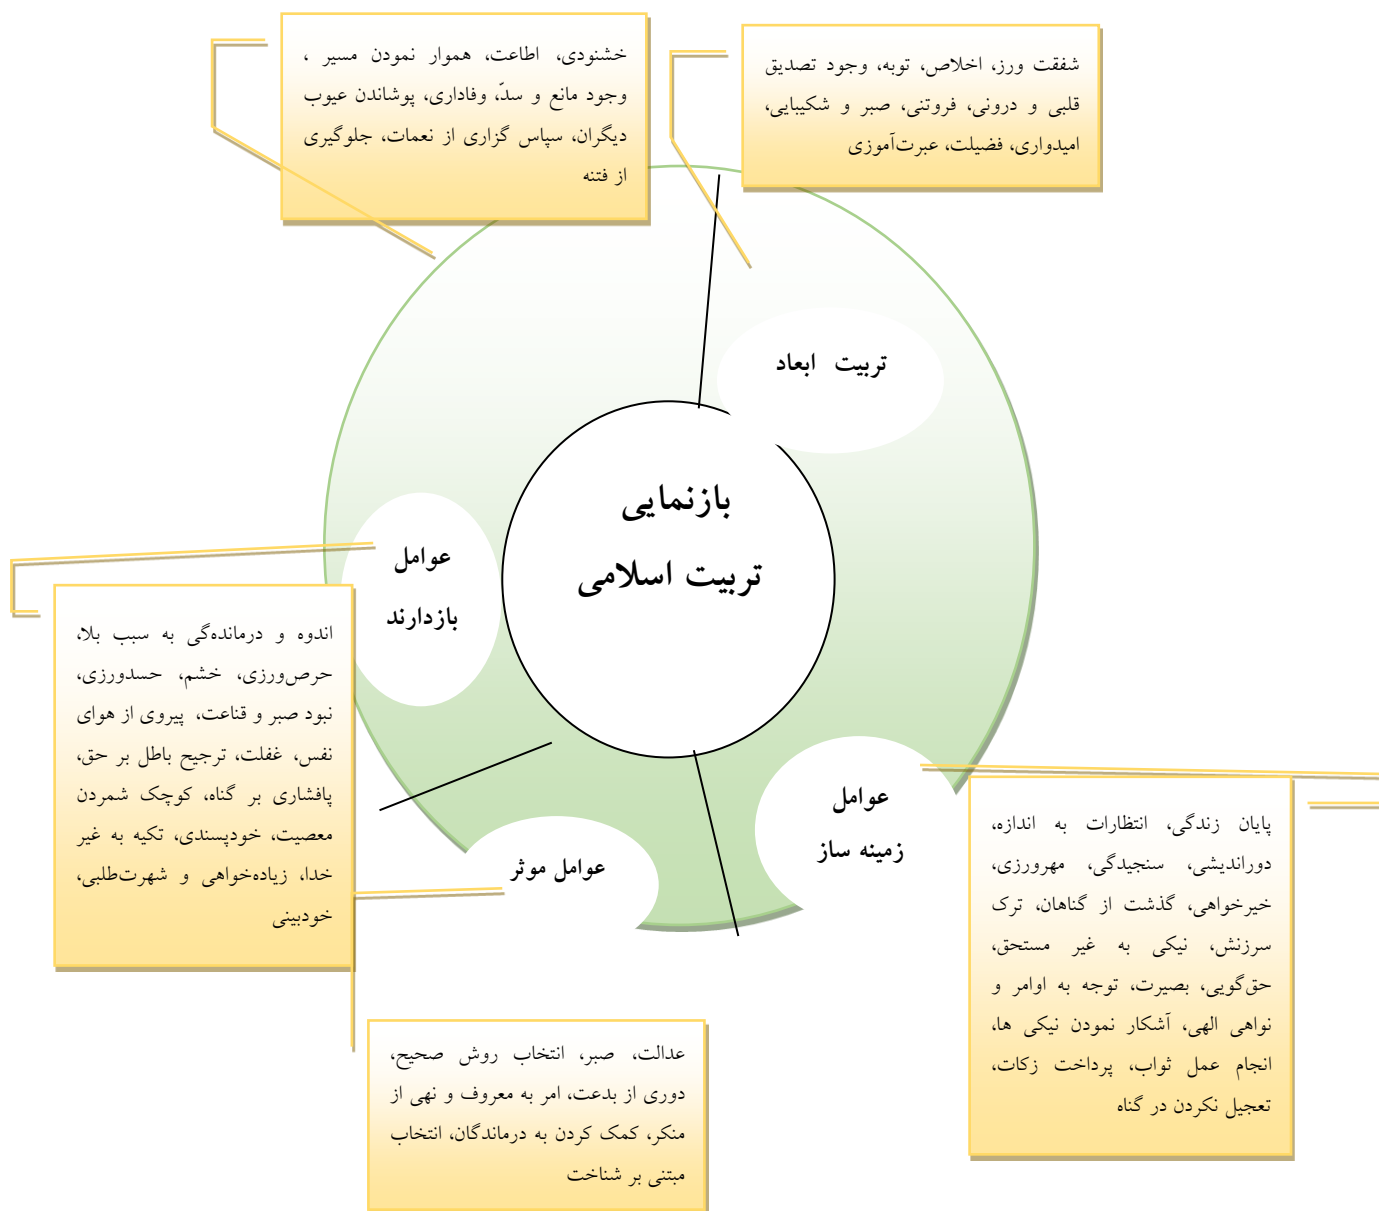 شفقت ورز، اخلاص، توبه، وجود تصدیق
قلبی و درونی، فروتنی، صبر و شکیبایی،
امیدواری، فضیلت، عبرت‌آموزی
خشنودی، اطاعت، هموار نمودن مسیر ،
وجود مانع و سدّ، وفاداری، پوشاندن عیوب
دیگران، سپاس گزاری از نعمات، جلوگیری
از فتنه
تربیت ابعاد
بازنمایی
تربیت اسلامی
عوامل
بازدارند
اندوه و درمانده‌گی به سبب بلا،
حرص‌ورزی، خشم، حسدورزی،
نبود صبر و قناعت، پیروی از هوای
نفس، غفلت، ترجیح باطل بر حق،
پافشاری بر گناه، کوچک شمردن
معصیت، خودپسندی، تکیه به غیر
خدا، زیاده‌خواهی و شهرت‌طلبی،
خودبینی
عوامل
زمینه ساز
پایان زندگی، انتظارات به اندازه،
دوراندیشی، سنجیدگی، مهرورزی،
خیرخواهی، گذشت از گناهان، ترک
سرزنش، نیکی به غیر مستحق،
حق‌گویی، بصیرت، توجه به اوامر و
نواهی الهی، آشکار نمودن نیکی ها،
انجام عمل ثواب، پرداخت زکات،
تعجیل نکردن در گناه
عوامل موثر
عدالت، صبر، انتخاب روش صحیح،
دوری از بدعت، امر به معروف و نهی از
منکر، کمک کردن به درماندگان، انتخاب
مبتنی بر شناخت